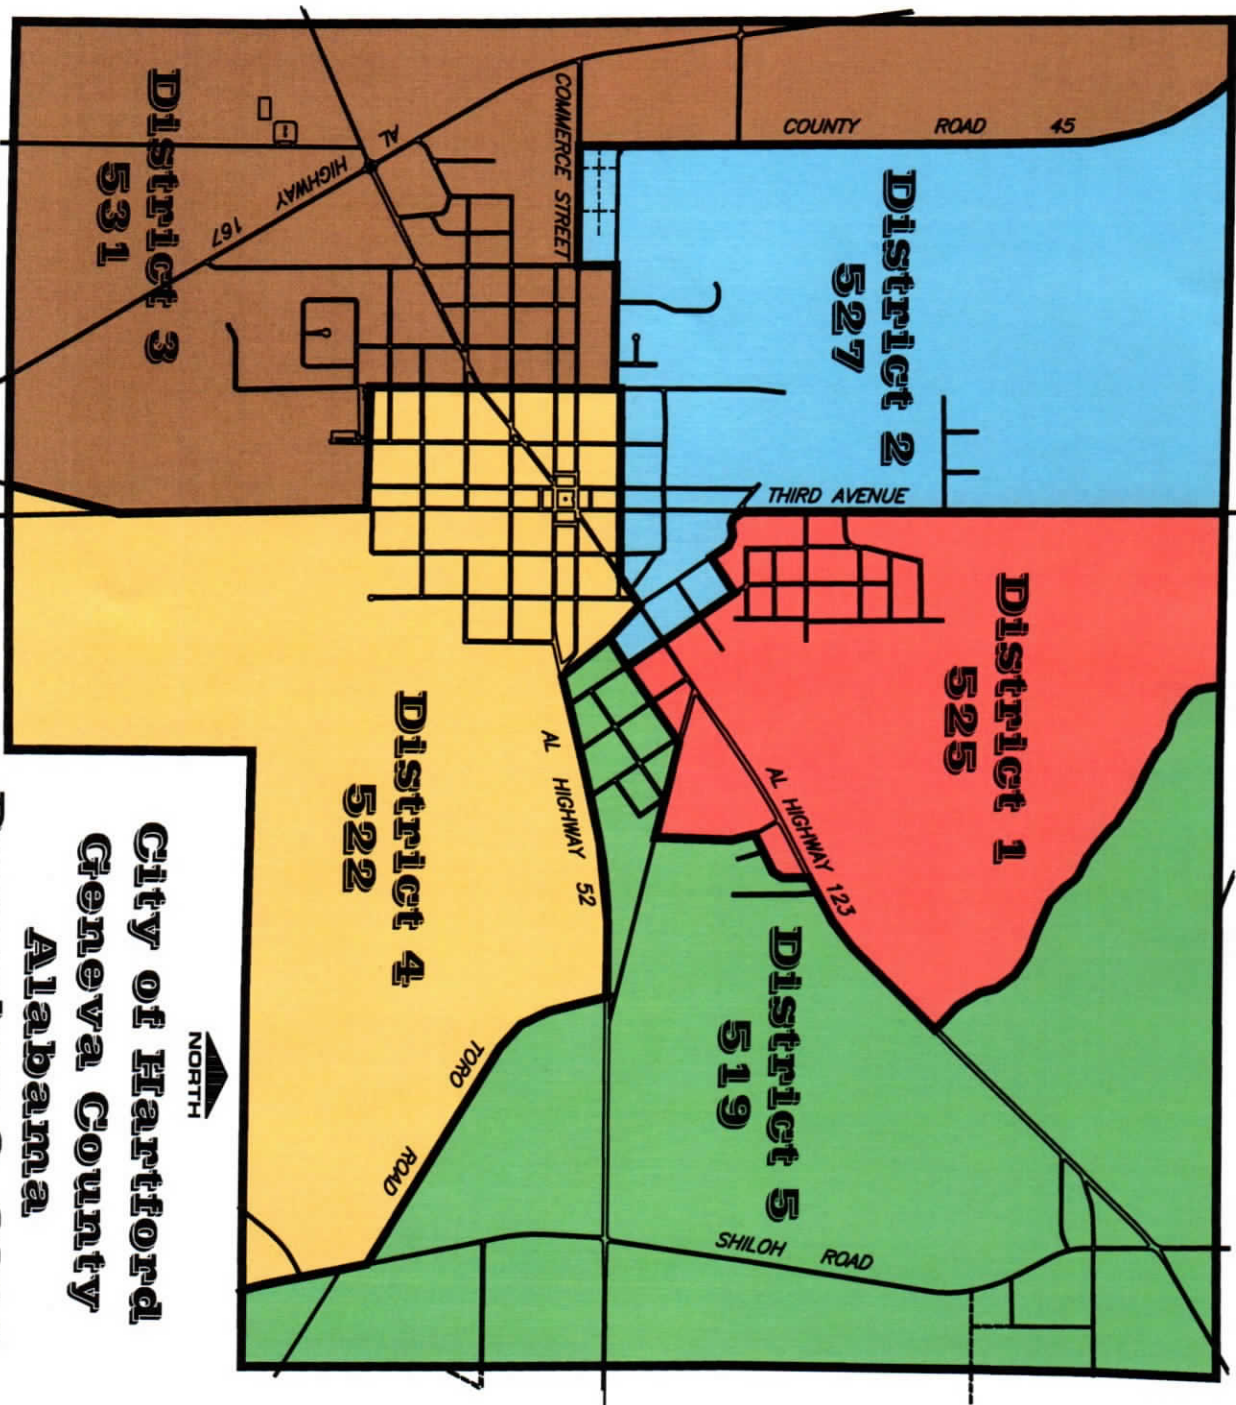 District 3
531
District 2
527
District 1
525
District 4
522
District 5
519
COUNTY ROAD 45
COMMERCE STREET
AL HIGHWAY 167
THIRD AVENUE
AL HIGHWAY 123
AL HIGHWAY 52
TORO ROAD
SHILOH ROAD
NORTH
City of Hartford
Geneva County
Alabama